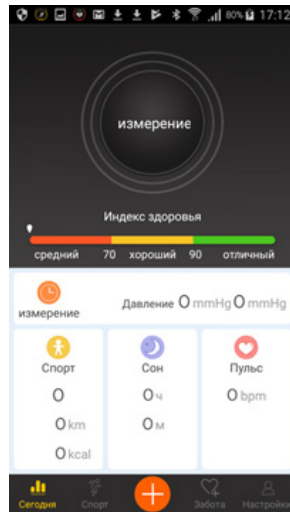 80% 17:12
измерение
Индекс здоровья
средний 70 хороший 90 отличный
измерение Давление 0 mmHg 0 mmHg
Спорт Сон Пульс
0 0 ч 0 bpm
0 km 0 м
0 kcal
Сегодня Спорт Забота Настройки